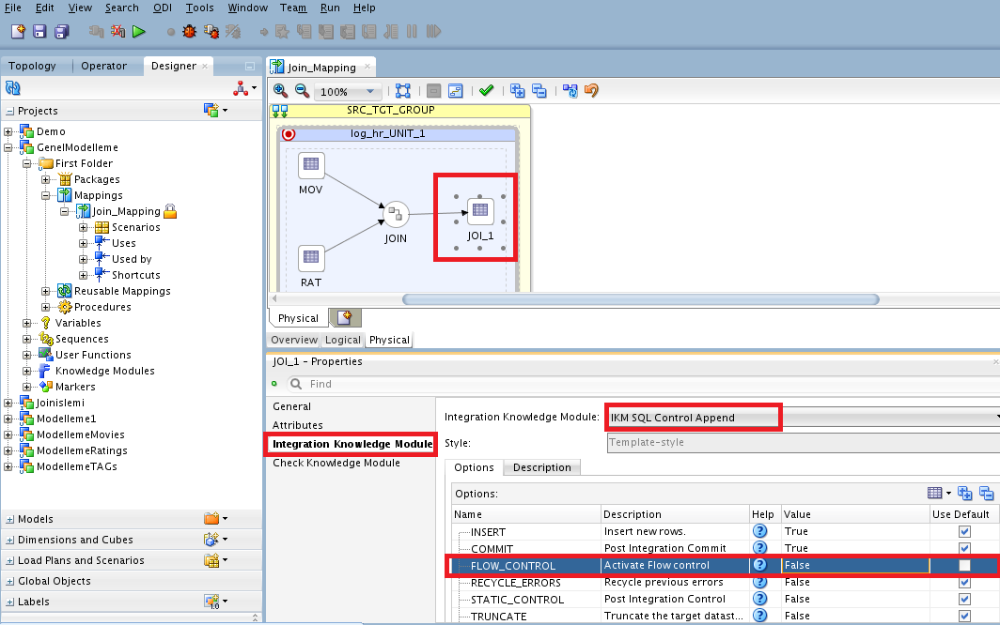 File Edit View Search ODI Tools Window Team Run Help
Topology Operator Designer
Projects
Demo
GenelModelleme
First Folder
Packages
Mappings
Join_Mapping
Scenarios
Uses
Used by
Shortcuts
Reusable Mappings
Procedures
Variables
Sequences
User Functions
Knowledge Modules
Markers
Joinislemi
Modelleme1
ModellemeMovies
ModellemeRatings
ModellemeTAGs
Models
Dimensions and Cubes
Load Plans and Scenarios
Global Objects
Labels
1.0
Join_Mapping
100%
SRC_TGT_GROUP
log_hr_UNIT_1
MOV
JOIN
JOI_1
RAT
Physical
Overview Logical Physical
JOI_1 - Properties
Find
General
Attributes
Integration Knowledge Module
Check Knowledge Module
Integration Knowledge Module: IKM SQL Control Append
Style: Template-style
Options Description
Options:
Name Description Help Value Use Default
INSERT Insert new rows. ? True
COMMIT Post Integration Commit ? True
FLOW_CONTROL Activate Flow control ? False
RECYCLE_ERRORS Recycle previous errors ? False
STATIC_CONTROL Post Integration Control ? False
TRUNCATE Truncate the target datast... ? False